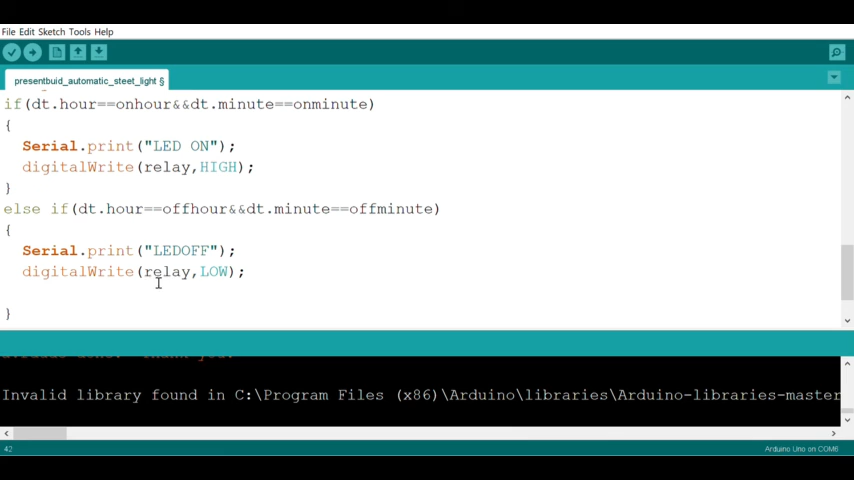 File Edit Sketch Tools Help
presentbuid_automatic_steet_light §
if(dt.hour==onhour&&dt.minute==onminute)
{
Serial.print("LED ON");
digitalWrite(relay,HIGH);
}
else if(dt.hour==offhour&&dt.minute==offminute)
{
Serial.print("LEDOFF");
digitalWrite(relay,LOW);
}
Invalid library found in C:\Program Files (x86)\Arduino\libraries\Arduino-libraries-master
42
Arduino Uno on COM6